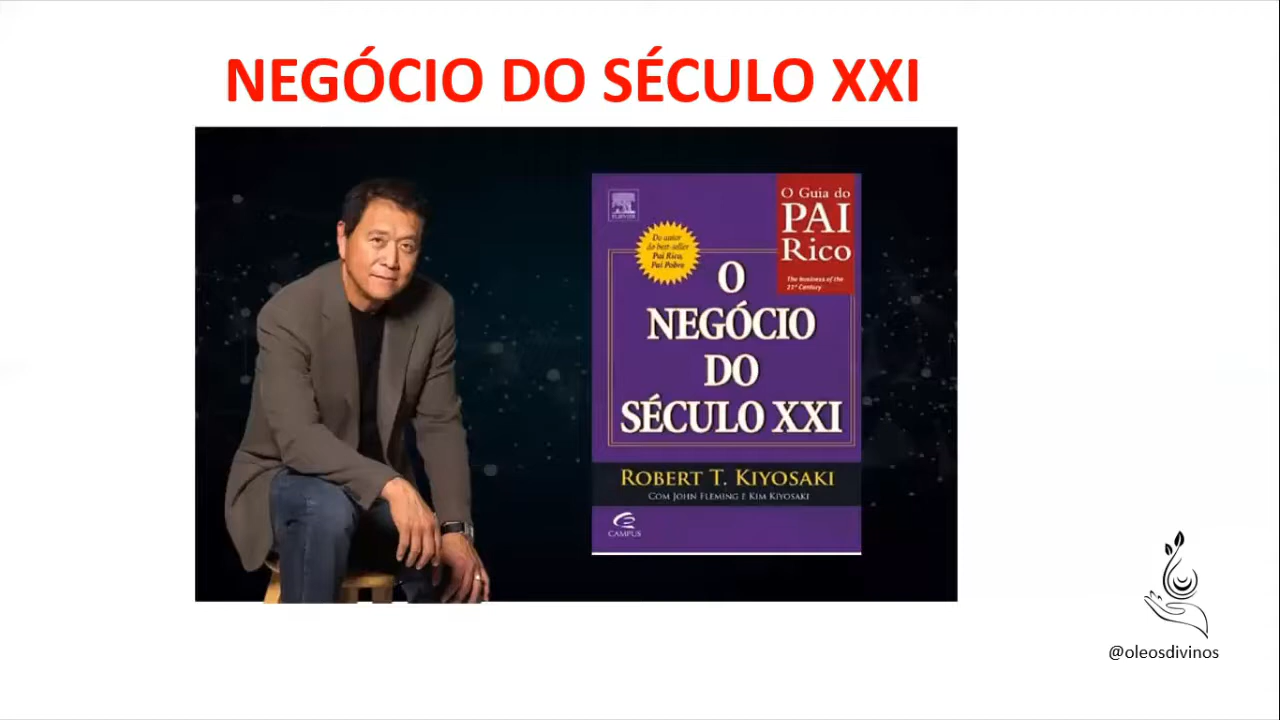 NEGÓCIO DO SÉCULO XXI
ELSEVIER
O Guia do
PAI
Rico
The business of the
21st Century
Do autor
do best-seller
Pai Rico,
Pai Pobre
O
NEGÓCIO
DO
SÉCULO XXI
ROBERT T. KIYOSAKI
COM JOHN FLEMING E KIM KIYOSAKI
CAMPUS
@oleosdivinos